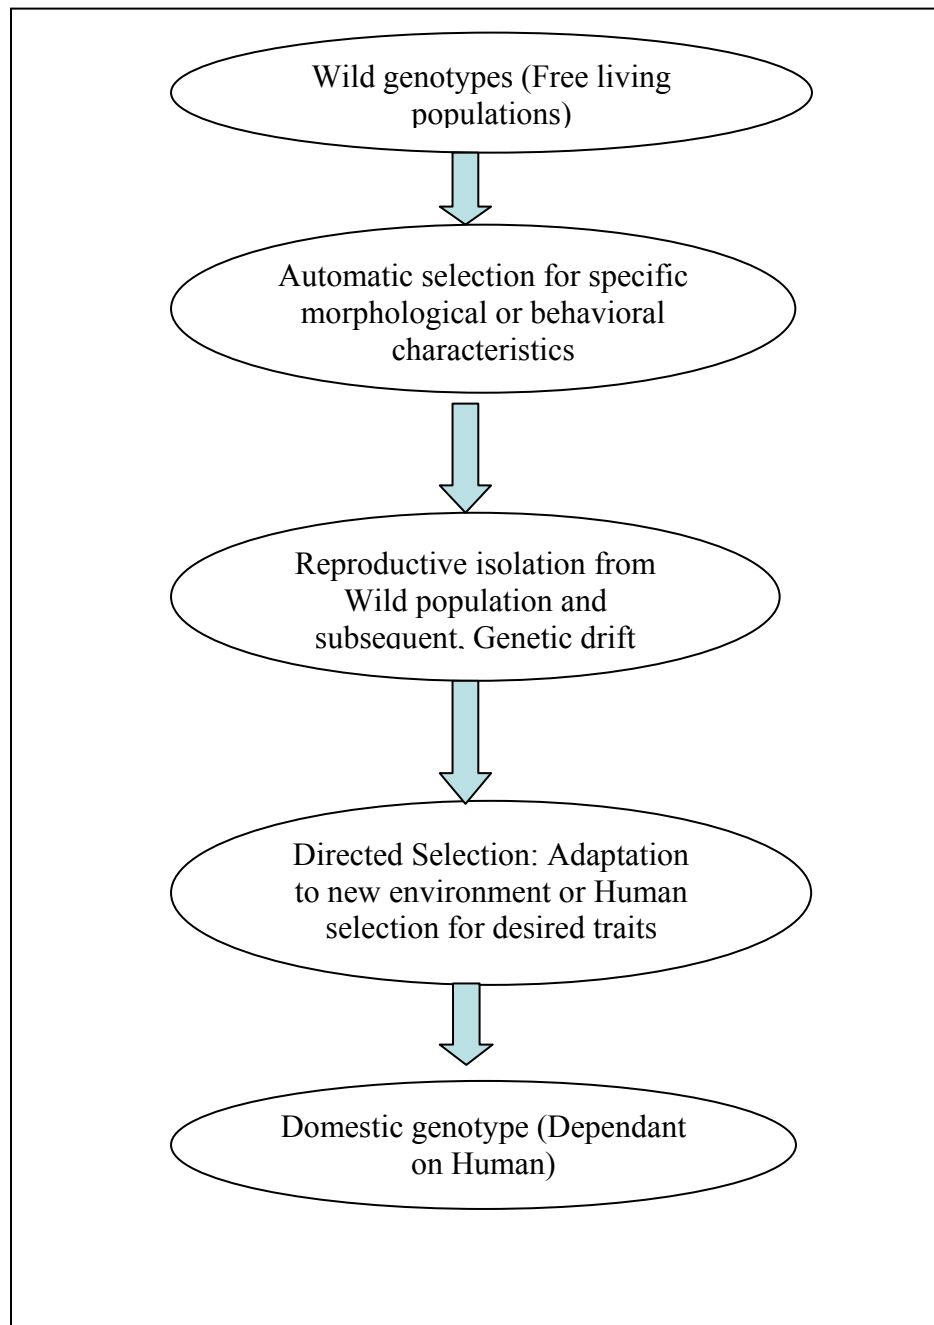 Wild genotypes (Free living
populations)
Automatic selection for specific
morphological or behavioral
characteristics
Reproductive isolation from
Wild population and
subsequent, Genetic drift
Directed Selection: Adaptation
to new environment or Human
selection for desired traits
Domestic genotype (Dependant
on Human)